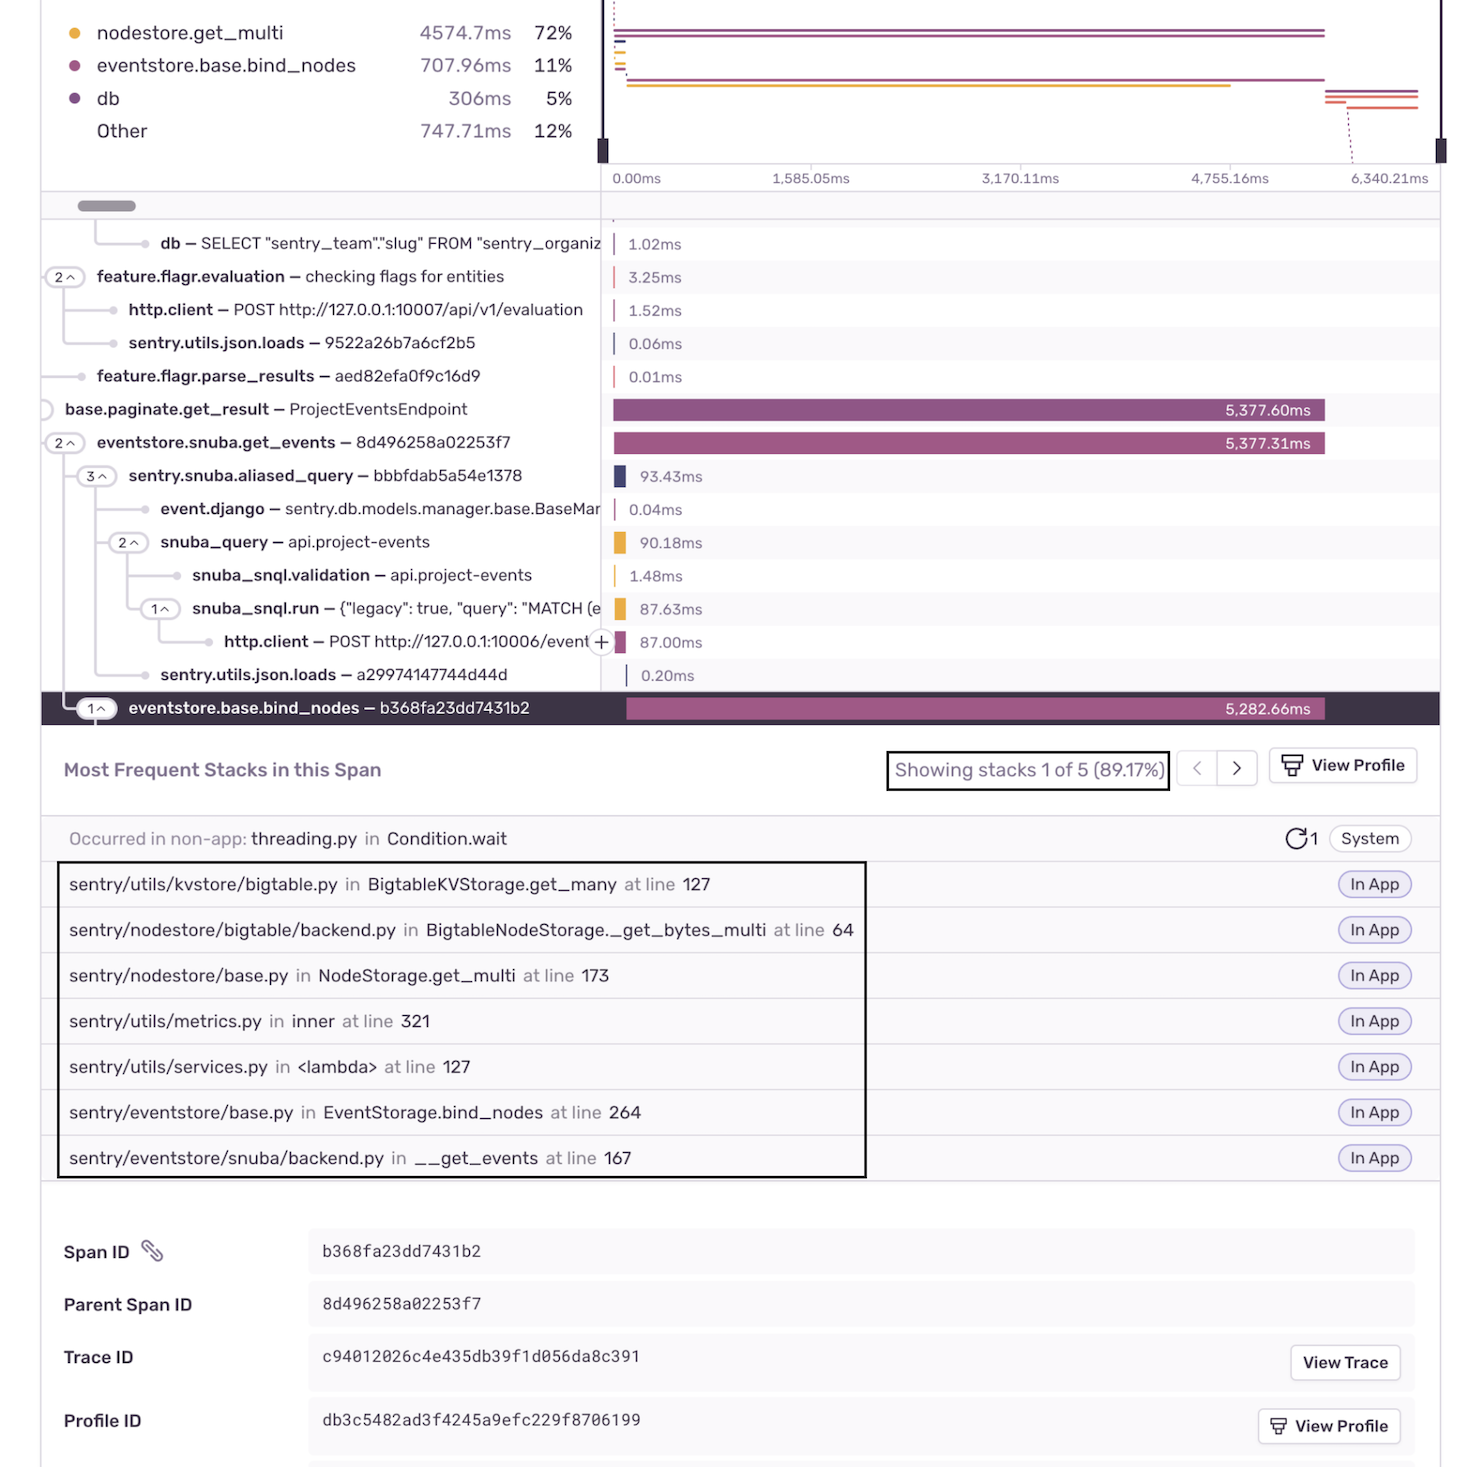 nodestore.get_multi 4574.7ms 72%
eventstore.base.bind_nodes 707.96ms 11%
db 306ms 5%
Other 747.71ms 12%
0.00ms 1,585.05ms 3,170.11ms 4,755.16ms 6,340.21ms
db — SELECT "sentry_team"."slug" FROM "sentry_organiz 1.02ms
2 feature.flagr.evaluation — checking flags for entities 3.25ms
http.client — POST http://127.0.0.1:10007/api/v1/evaluation 1.52ms
sentry.utils.json.loads — 9522a26b7a6cf2b5 0.06ms
feature.flagr.parse_results — aed82efa0f9c16d9 0.01ms
base.paginate.get_result — ProjectEventsEndpoint 5,377.60ms
2 eventstore.snuba.get_events — 8d496258a02253f7 5,377.31ms
3 sentry.snuba.aliased_query — bbbfdab5a54e1378 93.43ms
event.django — sentry.db.models.manager.base.BaseMar 0.04ms
2 snuba_query — api.project-events 90.18ms
snuba_snql.validation — api.project-events 1.48ms
1 snuba_snql.run — {"legacy": true, "query": "MATCH (e 87.63ms
http.client — POST http://127.0.0.1:10006/event + 87.00ms
sentry.utils.json.loads — a29974147744d44d 0.20ms
1 eventstore.base.bind_nodes — b368fa23dd7431b2 5,282.66ms
Most Frequent Stacks in this Span Showing stacks 1 of 5 (89.17%) View Profile
Occurred in non-app: threading.py in Condition.wait 1 System
sentry/utils/kvstore/bigtable.py in BigtableKVStorage.get_many at line 127 In App
sentry/nodestore/bigtable/backend.py in BigtableNodeStorage._get_bytes_multi at line 64 In App
sentry/nodestore/base.py in NodeStorage.get_multi at line 173 In App
sentry/utils/metrics.py in inner at line 321 In App
sentry/utils/services.py in <lambda> at line 127 In App
sentry/eventstore/base.py in EventStorage.bind_nodes at line 264 In App
sentry/eventstore/snuba/backend.py in __get_events at line 167 In App
Span ID b368fa23dd7431b2
Parent Span ID 8d496258a02253f7
Trace ID c94012026c4e435db39f1d056da8c391 View Trace
Profile ID db3c5482ad3f4245a9efc229f8706199 View Profile